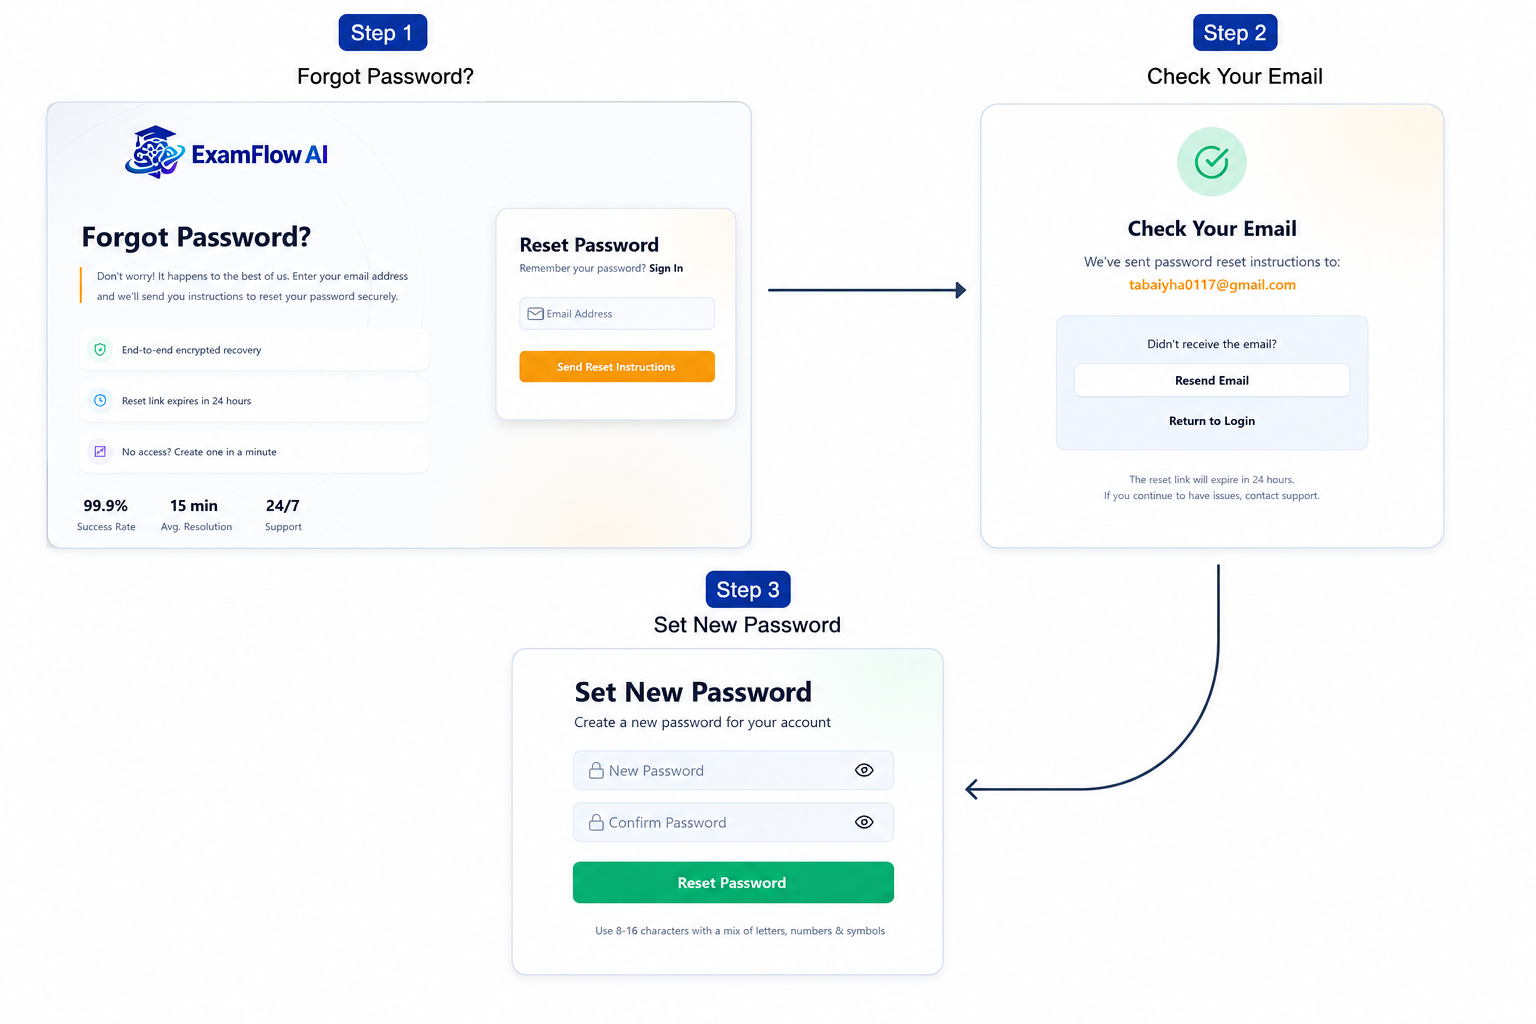 Step 1
Forgot Password?
ExamFlow AI
Forgot Password?
Don't worry! It happens to the best of us. Enter your email address
and we'll send you instructions to reset your password securely.
End-to-end encrypted recovery
Reset link expires in 24 hours
No access? Create one in a minute
99.9%
Success Rate
15 min
Avg. Resolution
24/7
Support
Reset Password
Remember your password? Sign In
Email Address
Send Reset Instructions
Step 2
Check Your Email
Check Your Email
We've sent password reset instructions to:
tabaiyha0117@gmail.com
Didn't receive the email?
Resend Email
Return to Login
The reset link will expire in 24 hours.
If you continue to have issues, contact support.
Step 3
Set New Password
Set New Password
Create a new password for your account
New Password
Confirm Password
Reset Password
Use 8-16 characters with a mix of letters, numbers & symbols